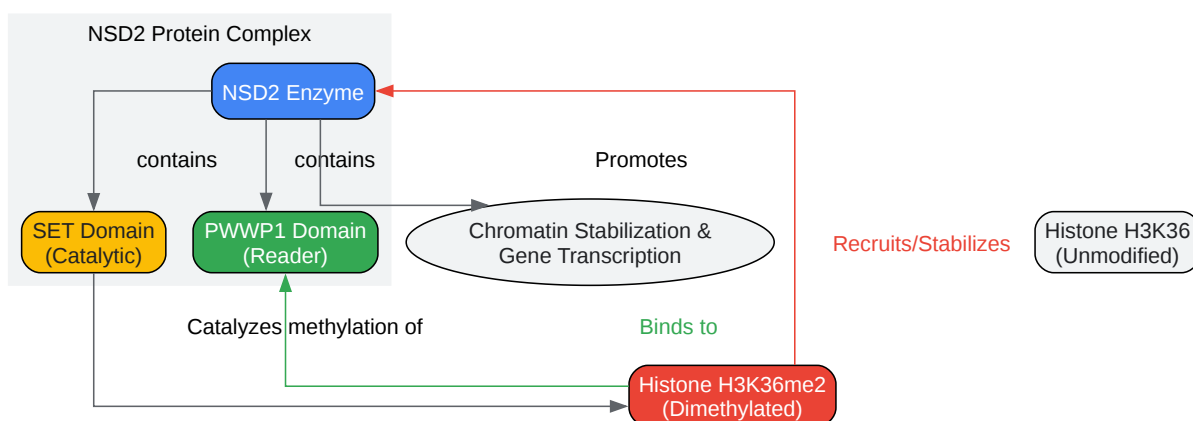 NSD2 Protein Complex
NSD2 Enzyme
contains
contains
Promotes
SET Domain
(Catalytic)
PWWP1 Domain
(Reader)
Chromatin Stabilization &
Gene Transcription
Recruits/Stabilizes
Histone H3K36
(Unmodified)
Catalyzes methylation of
Binds to
Histone H3K36me2
(Dimethylated)